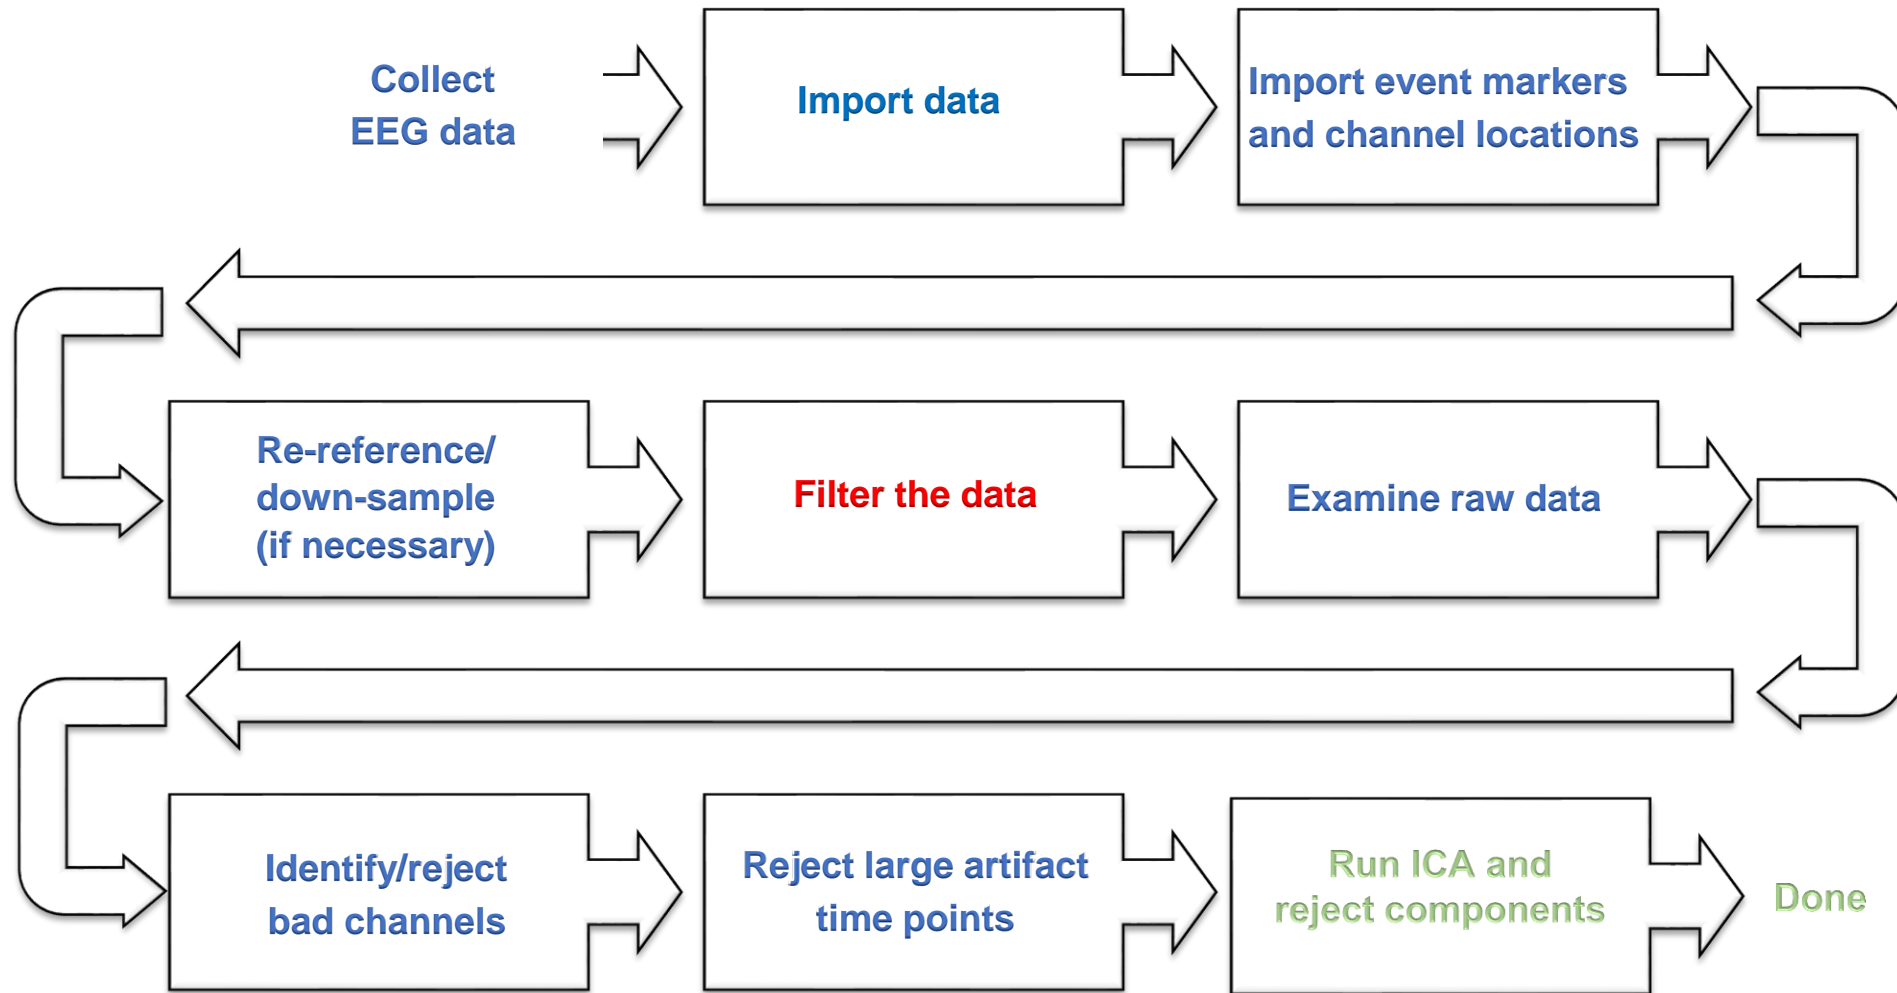 Collect
EEG data
Import data
Import event markers
and channel locations
Re-reference/
down-sample
(if necessary)
Filter the data
Examine raw data
Identify/reject
bad channels
Reject large artifact
time points
Run ICA and
reject components
Done